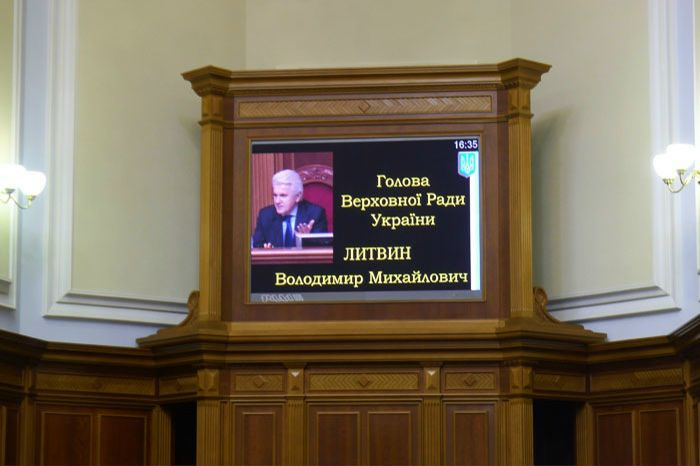 16:35
Голова
Верховної Ради
України
ЛИТВИН
Володимир Михайлович